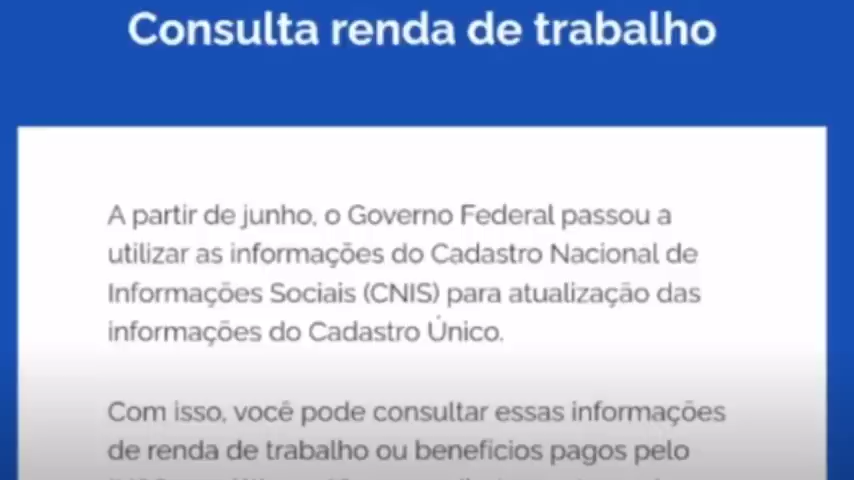 Consulta renda de trabalho
A partir de junho, o Governo Federal passou a
utilizar as informações do Cadastro Nacional de
Informações Sociais (CNIS) para atualização das
informações do Cadastro Único.
Com isso, você pode consultar essas informações
de renda de trabalho ou benefícios pagos pelo